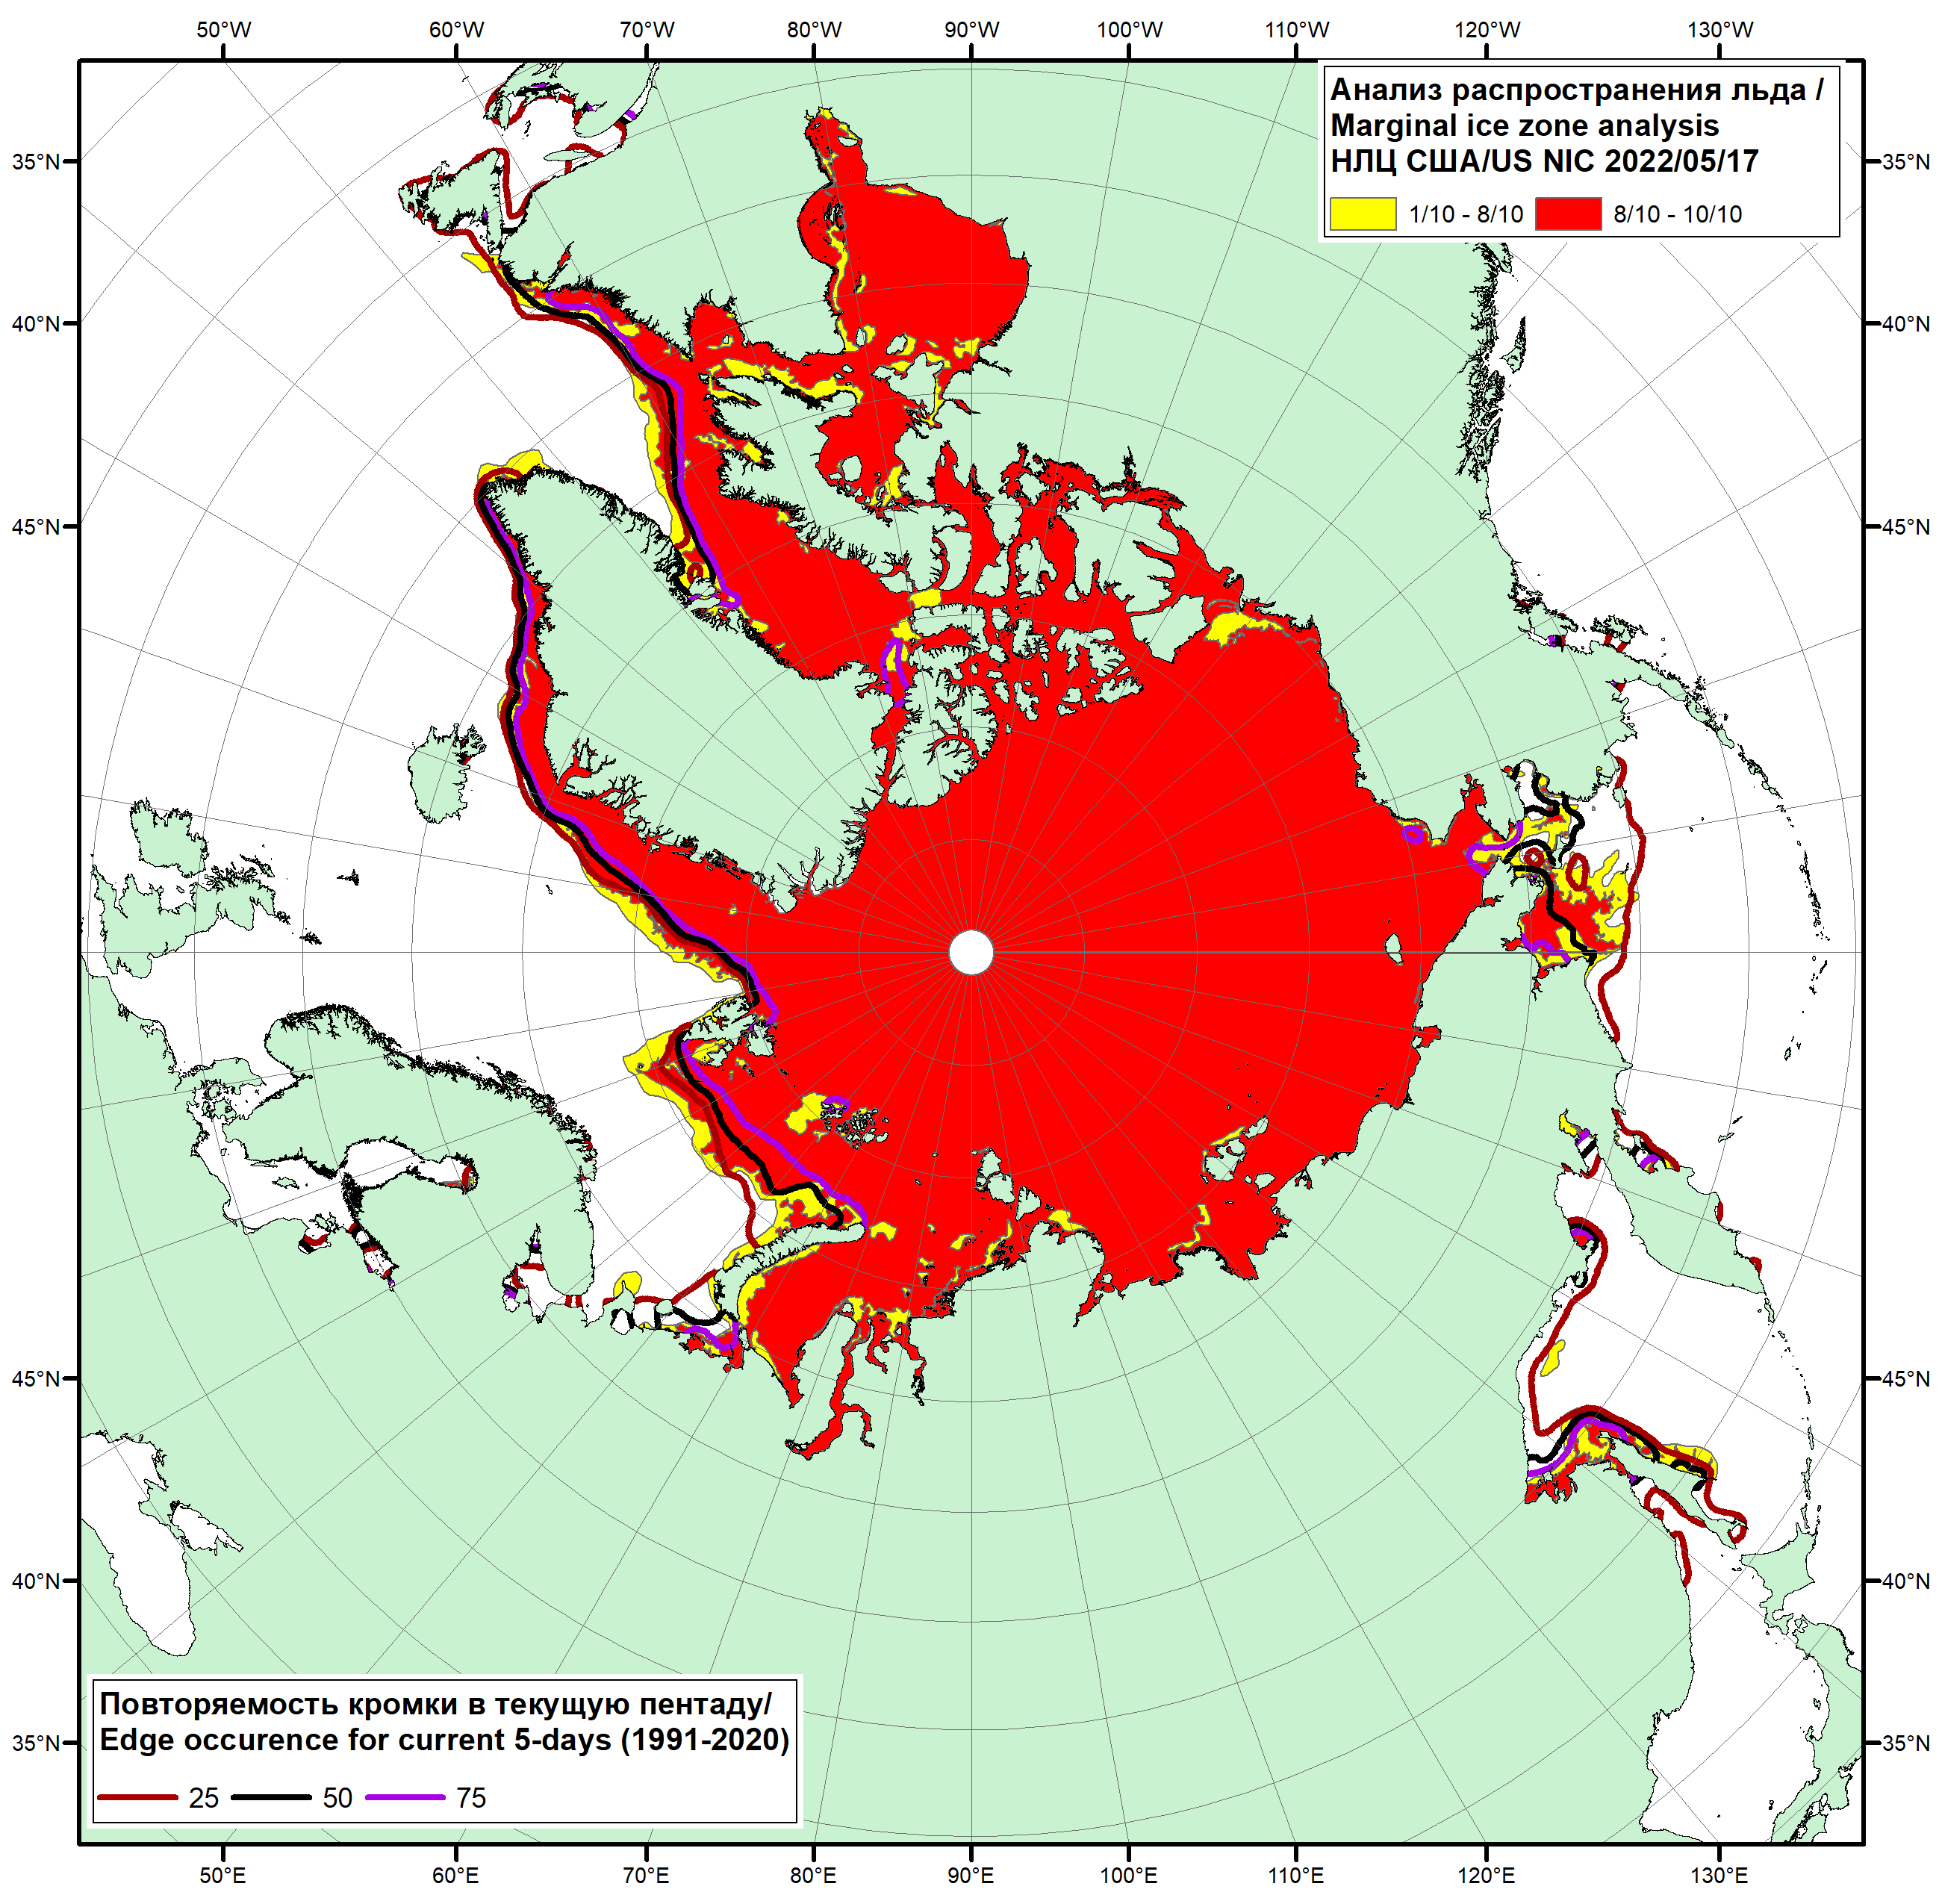 50°W 60°W 70°W 80°W 90°W 100°W 110°W 120°W 130°W
Анализ распространения льда /
Marginal ice zone analysis
НЛЦ США/US NIC 2022/05/17
1/10 - 8/10 8/10 - 10/10
35°N 35°N
40°N 40°N
45°N 45°N
45°N 45°N
40°N 40°N
35°N 35°N
Повторяемость кромки в текущую пентаду/
Edge occurence for current 5-days (1991-2020)
25 50 75
50°E 60°E 70°E 80°E 90°E 100°E 110°E 120°E 130°E